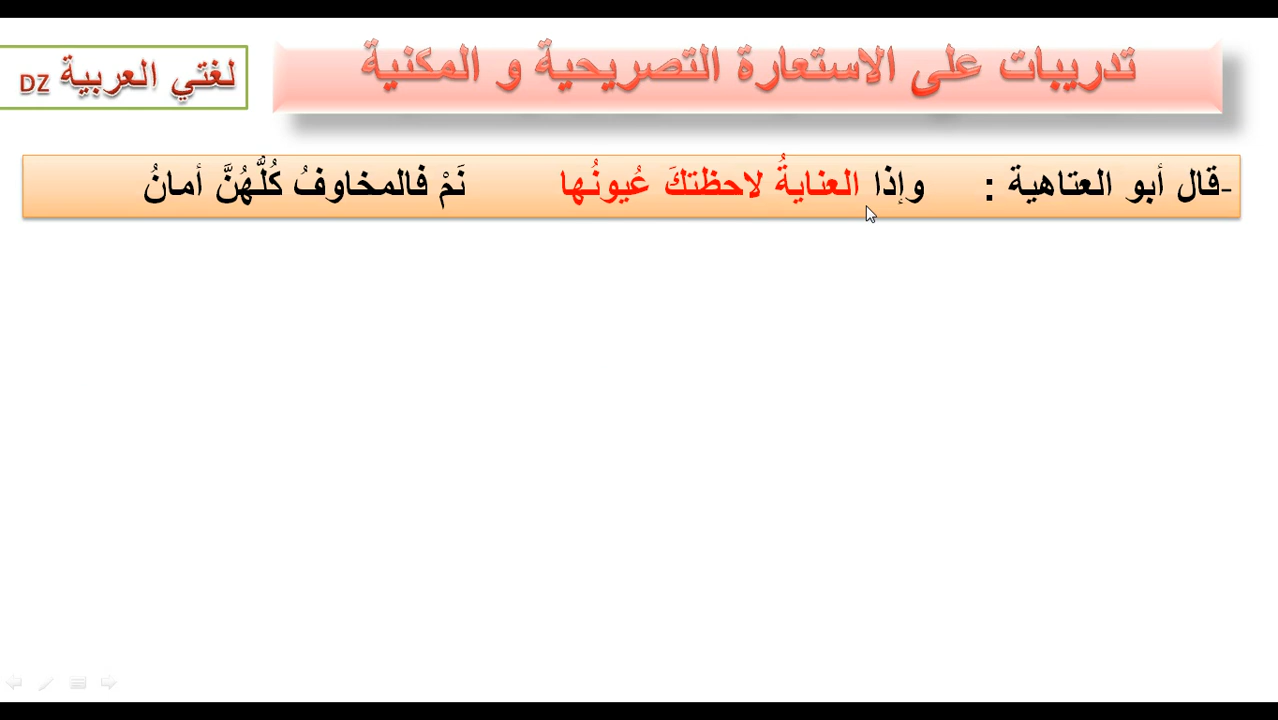 تدريبات على الاستعارة التصريحية و المكنية
لغتي العربية DZ
-قال أبو العتاهية : وإذا العنايةُ لاحظتكَ عُيونُها نَمْ فالمخاوفُ كُلُّهُنَّ أمانُ